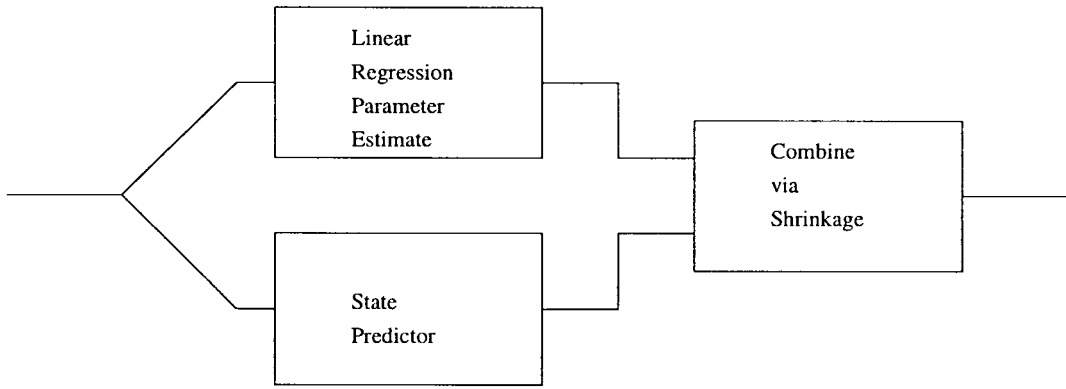 Linear
Regression
Parameter
Estimate
Combine
via
Shrinkage
State
Predictor